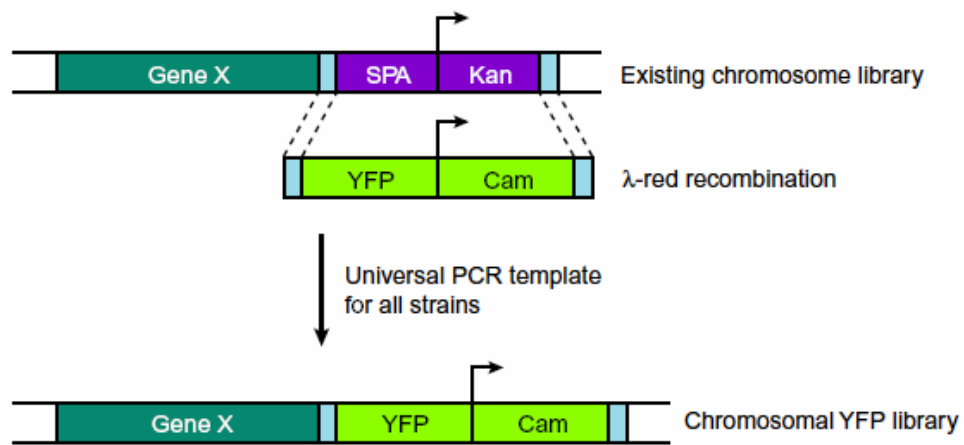 Gene X SPA Kan Existing chromosome library
YFP Cam λ-red recombination
Universal PCR template
for all strains
Gene X YFP Cam Chromosomal YFP library